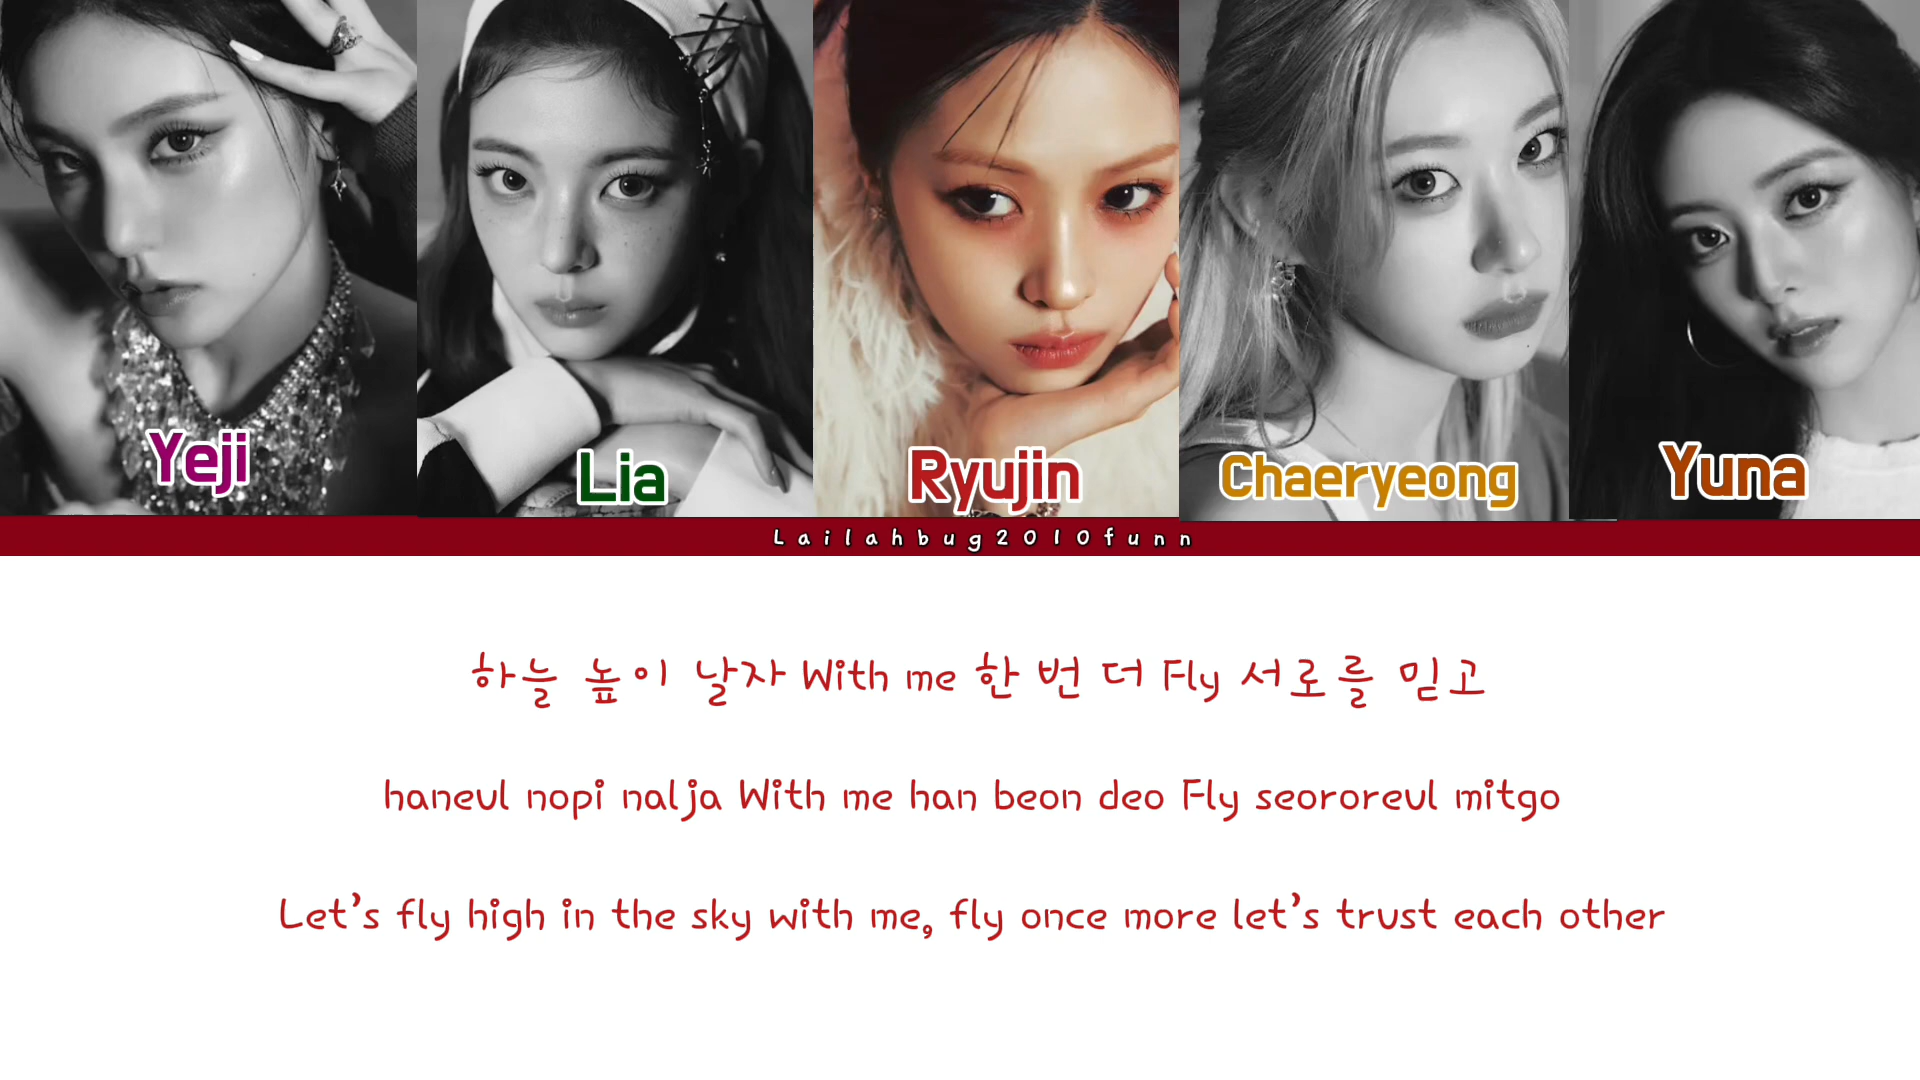 Yeji
Lia
Ryujin
Chaeryeong
Yuna
Lailahbug2010funn
하늘 높이 날자 With me 한 번 더 Fly 서로를 믿고
haneul nopi nalja With me han beon deo Fly seororeul mitgo
Let's fly high in the sky with me, fly once more let's trust each other